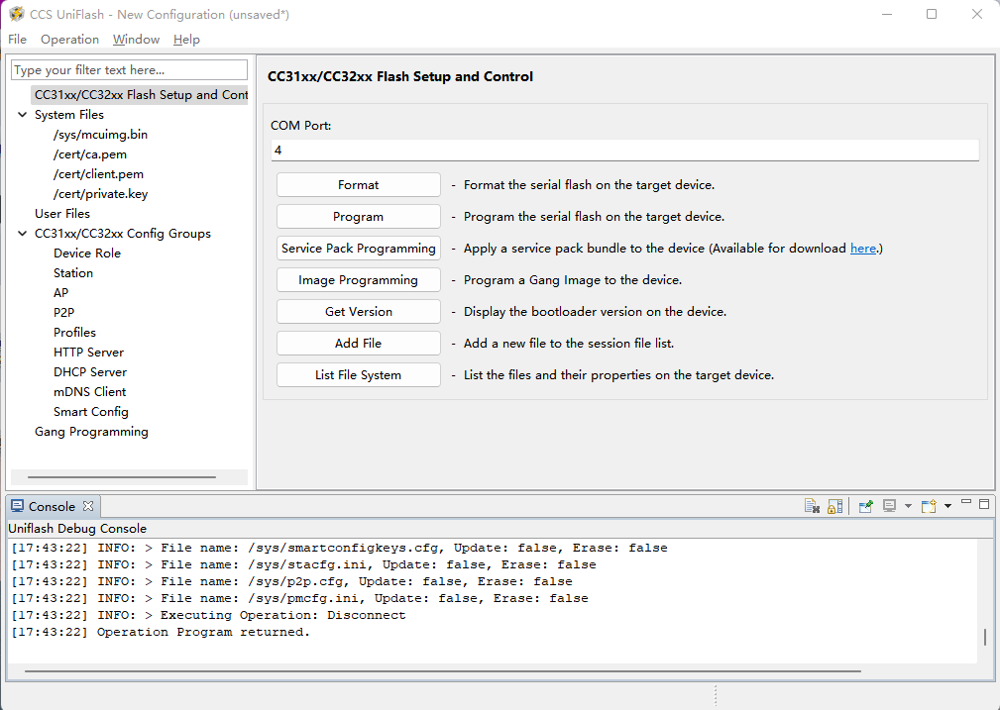 CCS UniFlash - New Configuration (unsaved*)
File Operation Window Help
Type your filter text here...
CC31xx/CC32xx Flash Setup and Cont
System Files
/sys/mcuimg.bin
/cert/ca.pem
/cert/client.pem
/cert/private.key
User Files
CC31xx/CC32xx Config Groups
Device Role
Station
AP
P2P
Profiles
HTTP Server
DHCP Server
mDNS Client
Smart Config
Gang Programming
CC31xx/CC32xx Flash Setup and Control
COM Port:
4
Format - Format the serial flash on the target device.
Program - Program the serial flash on the target device.
Service Pack Programming - Apply a service pack bundle to the device (Available for download here.)
Image Programming - Program a Gang Image to the device.
Get Version - Display the bootloader version on the device.
Add File - Add a new file to the session file list.
List File System - List the files and their properties on the target device.
Console
Uniflash Debug Console
[17:43:22] INFO: > File name: /sys/smartconfigkeys.cfg, Update: false, Erase: false
[17:43:22] INFO: > File name: /sys/stacfg.ini, Update: false, Erase: false
[17:43:22] INFO: > File name: /sys/p2p.cfg, Update: false, Erase: false
[17:43:22] INFO: > File name: /sys/pmcfg.ini, Update: false, Erase: false
[17:43:22] INFO: > Executing Operation: Disconnect
[17:43:22] Operation Program returned.